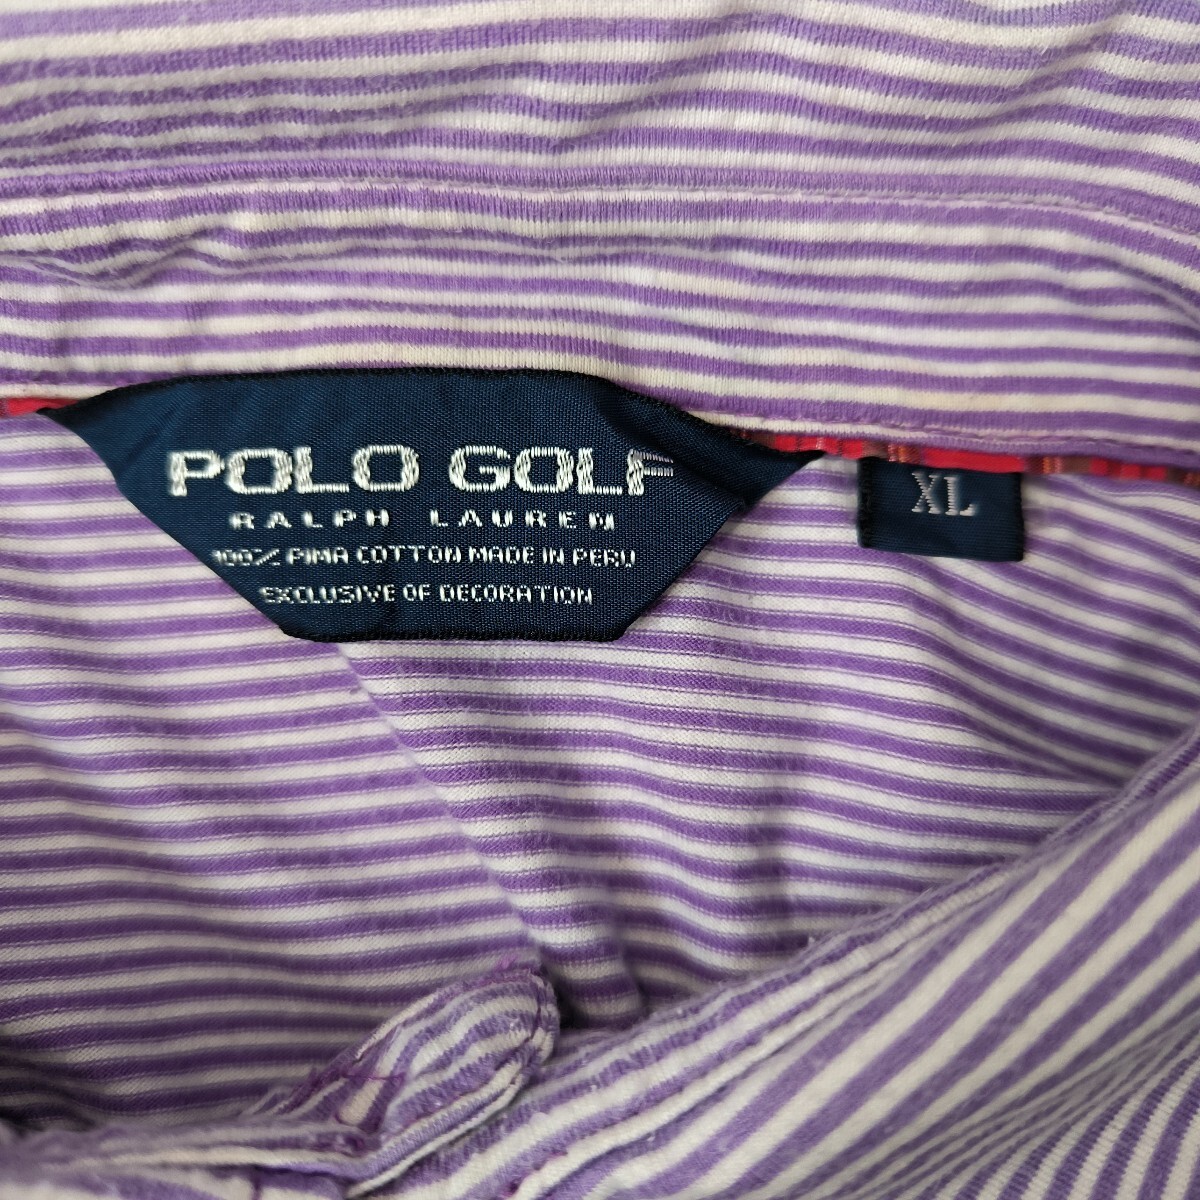 POLO GOLF
RALPH LAUREN
100% PIMA COTTON MADE IN PERU
EXCLUSIVE OF DECORATION
XL